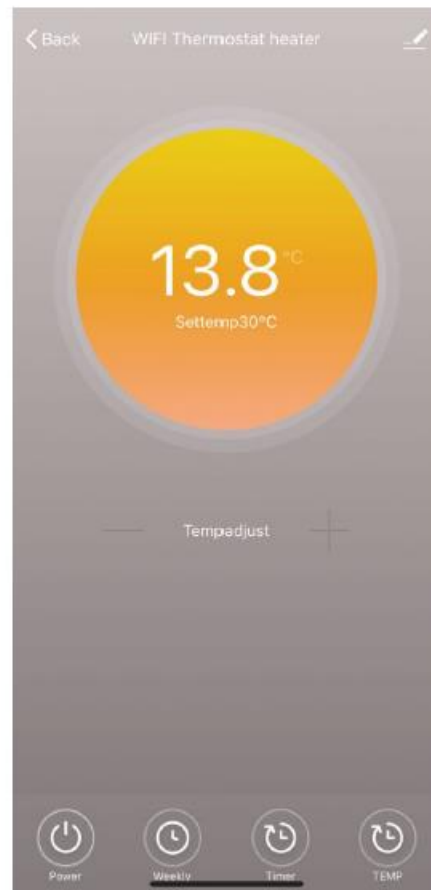 Back WIFI Thermostat heater
13.8 °C
Settemp30°C
Tempadjust
Power Weekly Timer TEMP